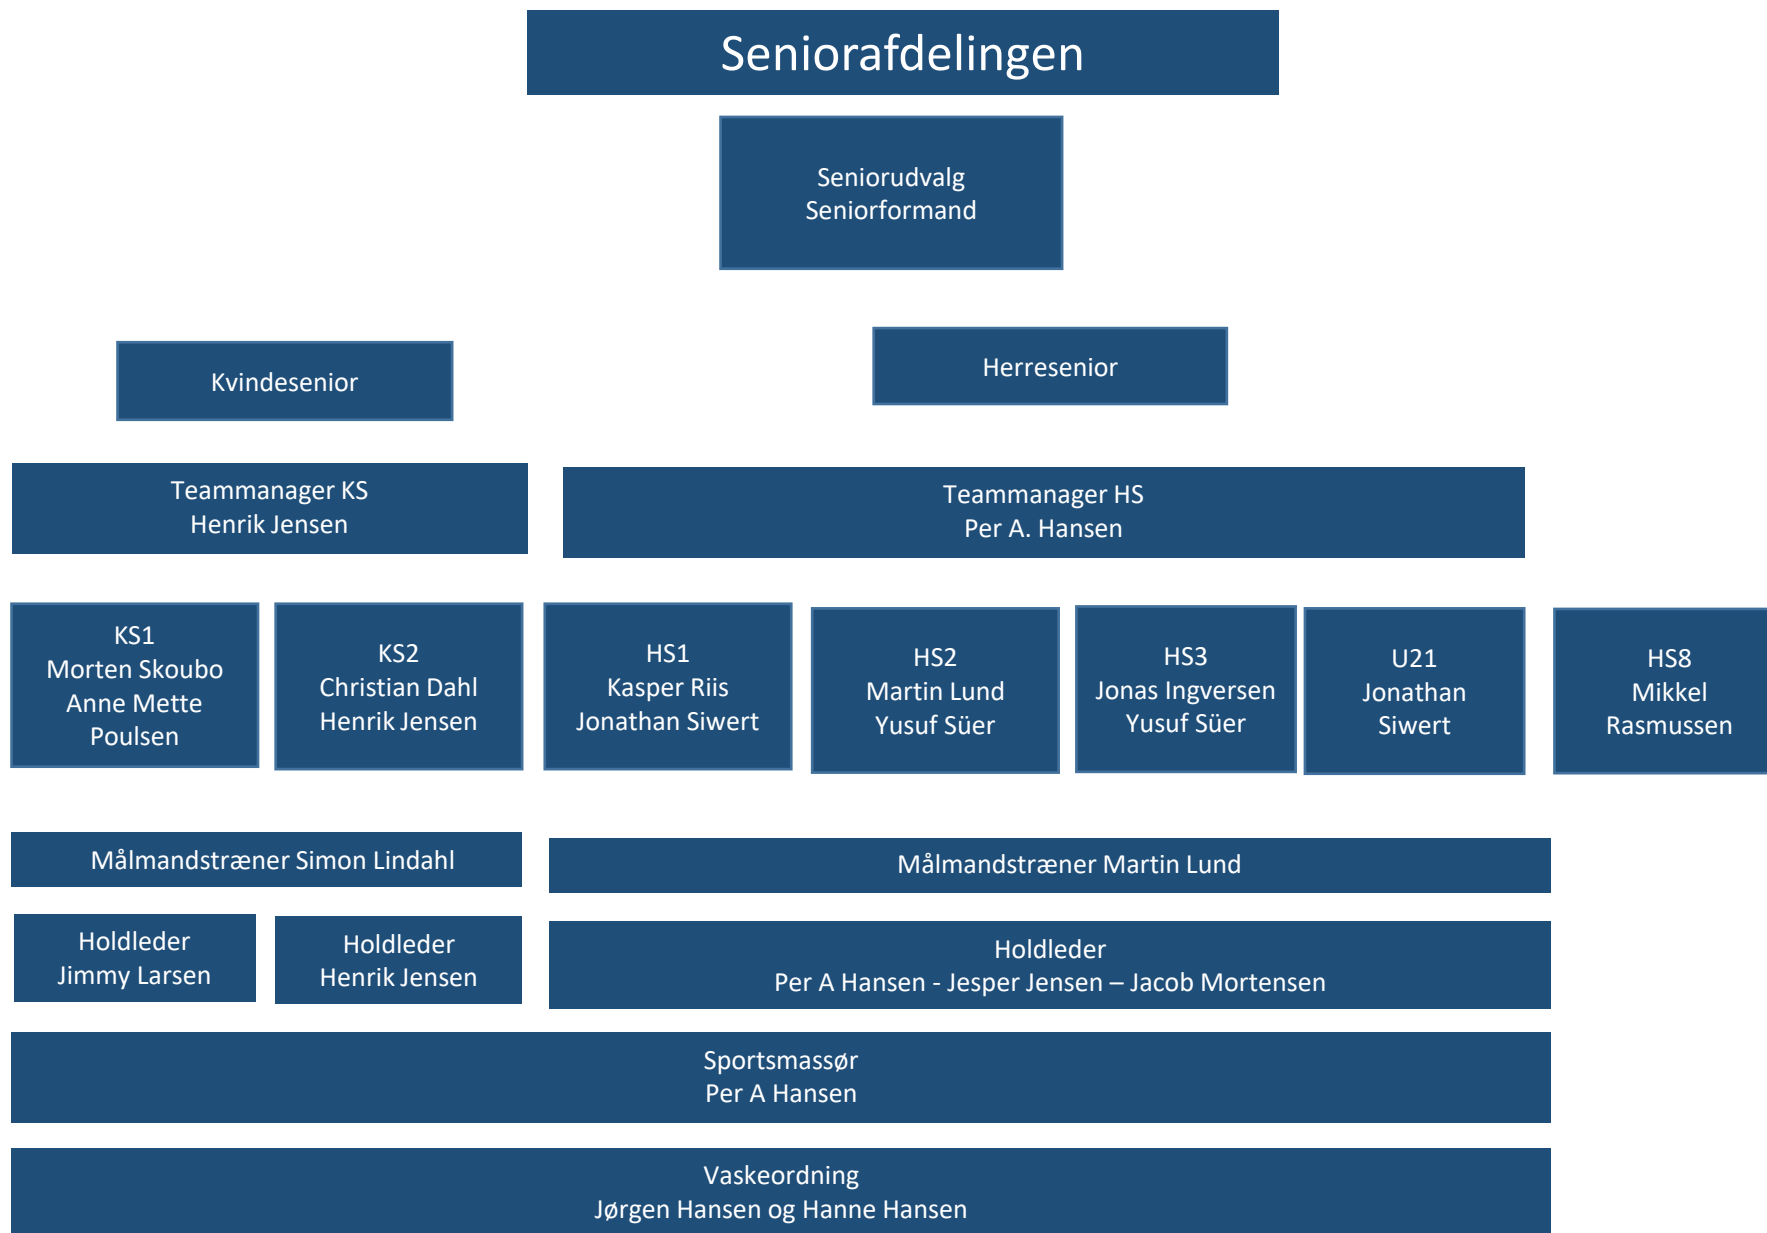 Seniorafdelingen
Seniorudvalg
Seniorformand
Kvindesenior
Herresenior
Teammanager KS
Henrik Jensen
Teammanager HS
Per A. Hansen
KS1
Morten Skoubo
Anne Mette
Poulsen
KS2
Christian Dahl
Henrik Jensen
HS1
Kasper Riis
Jonathan Siwert
HS2
Martin Lund
Yusuf Süer
HS3
Jonas Ingversen
Yusuf Süer
U21
Jonathan
Siwert
HS8
Mikkel
Rasmussen
Målmandstræner Simon Lindahl
Målmandstræner Martin Lund
Holdleder
Jimmy Larsen
Holdleder
Henrik Jensen
Holdleder
Per A Hansen - Jesper Jensen – Jacob Mortensen
Sportsmassør
Per A Hansen
Vaskeordning
Jørgen Hansen og Hanne Hansen